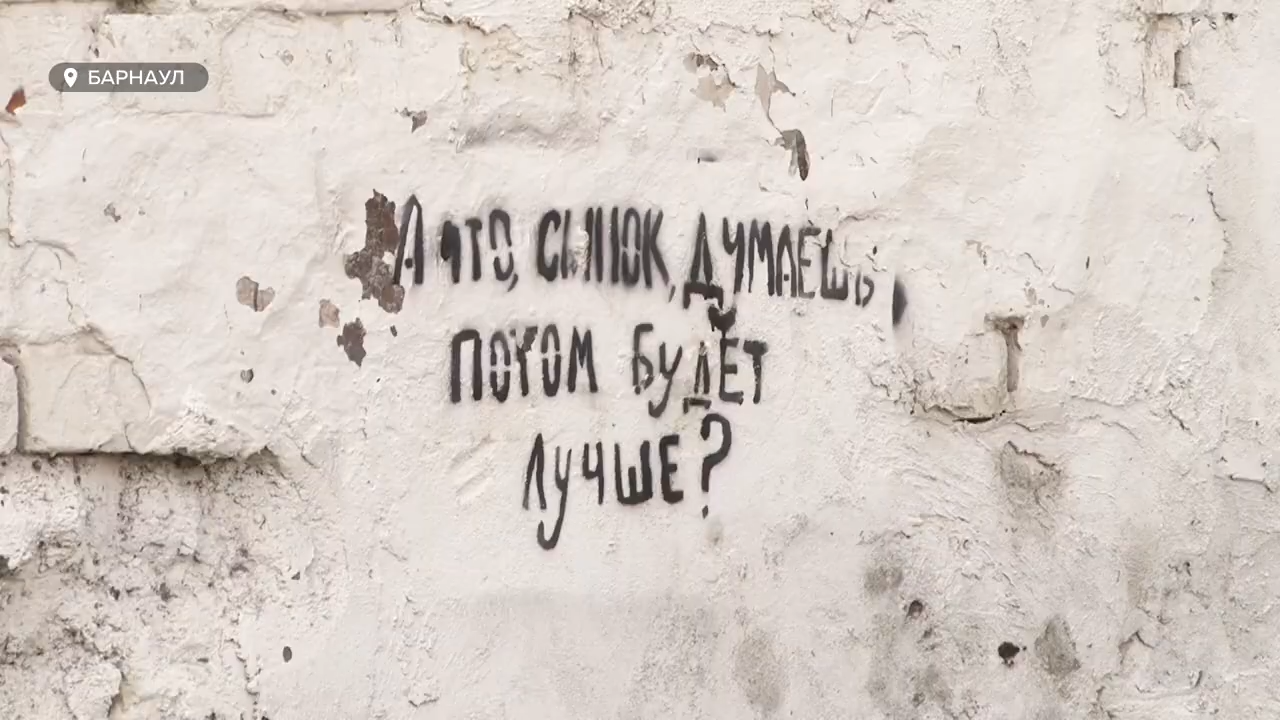 БАРНАУЛ
А что, сынок, думаешь,
потом будет
лучше?